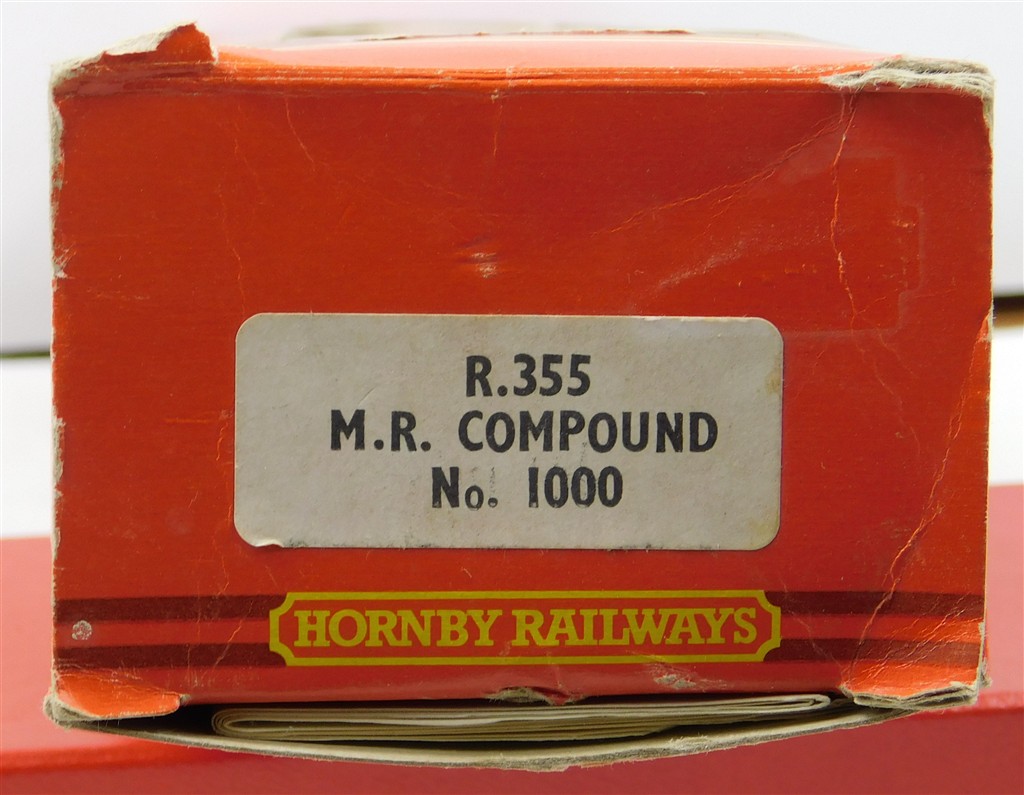 R.355
M.R. COMPOUND
No. 1000
HORNBY RAILWAYS